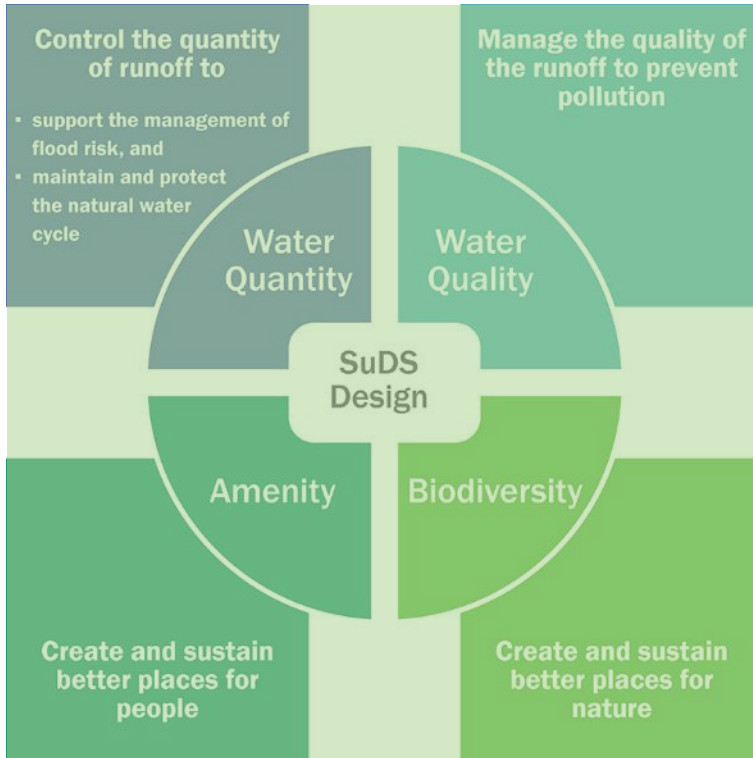 Control the quantity
of runoff to
▪ support the management of
flood risk, and
▪ maintain and protect
the natural water
cycle
Manage the quality of
the runoff to prevent
pollution
Water
Quantity
Water
Quality
SuDS
Design
Amenity
Biodiversity
Create and sustain
better places for
people
Create and sustain
better places for
nature